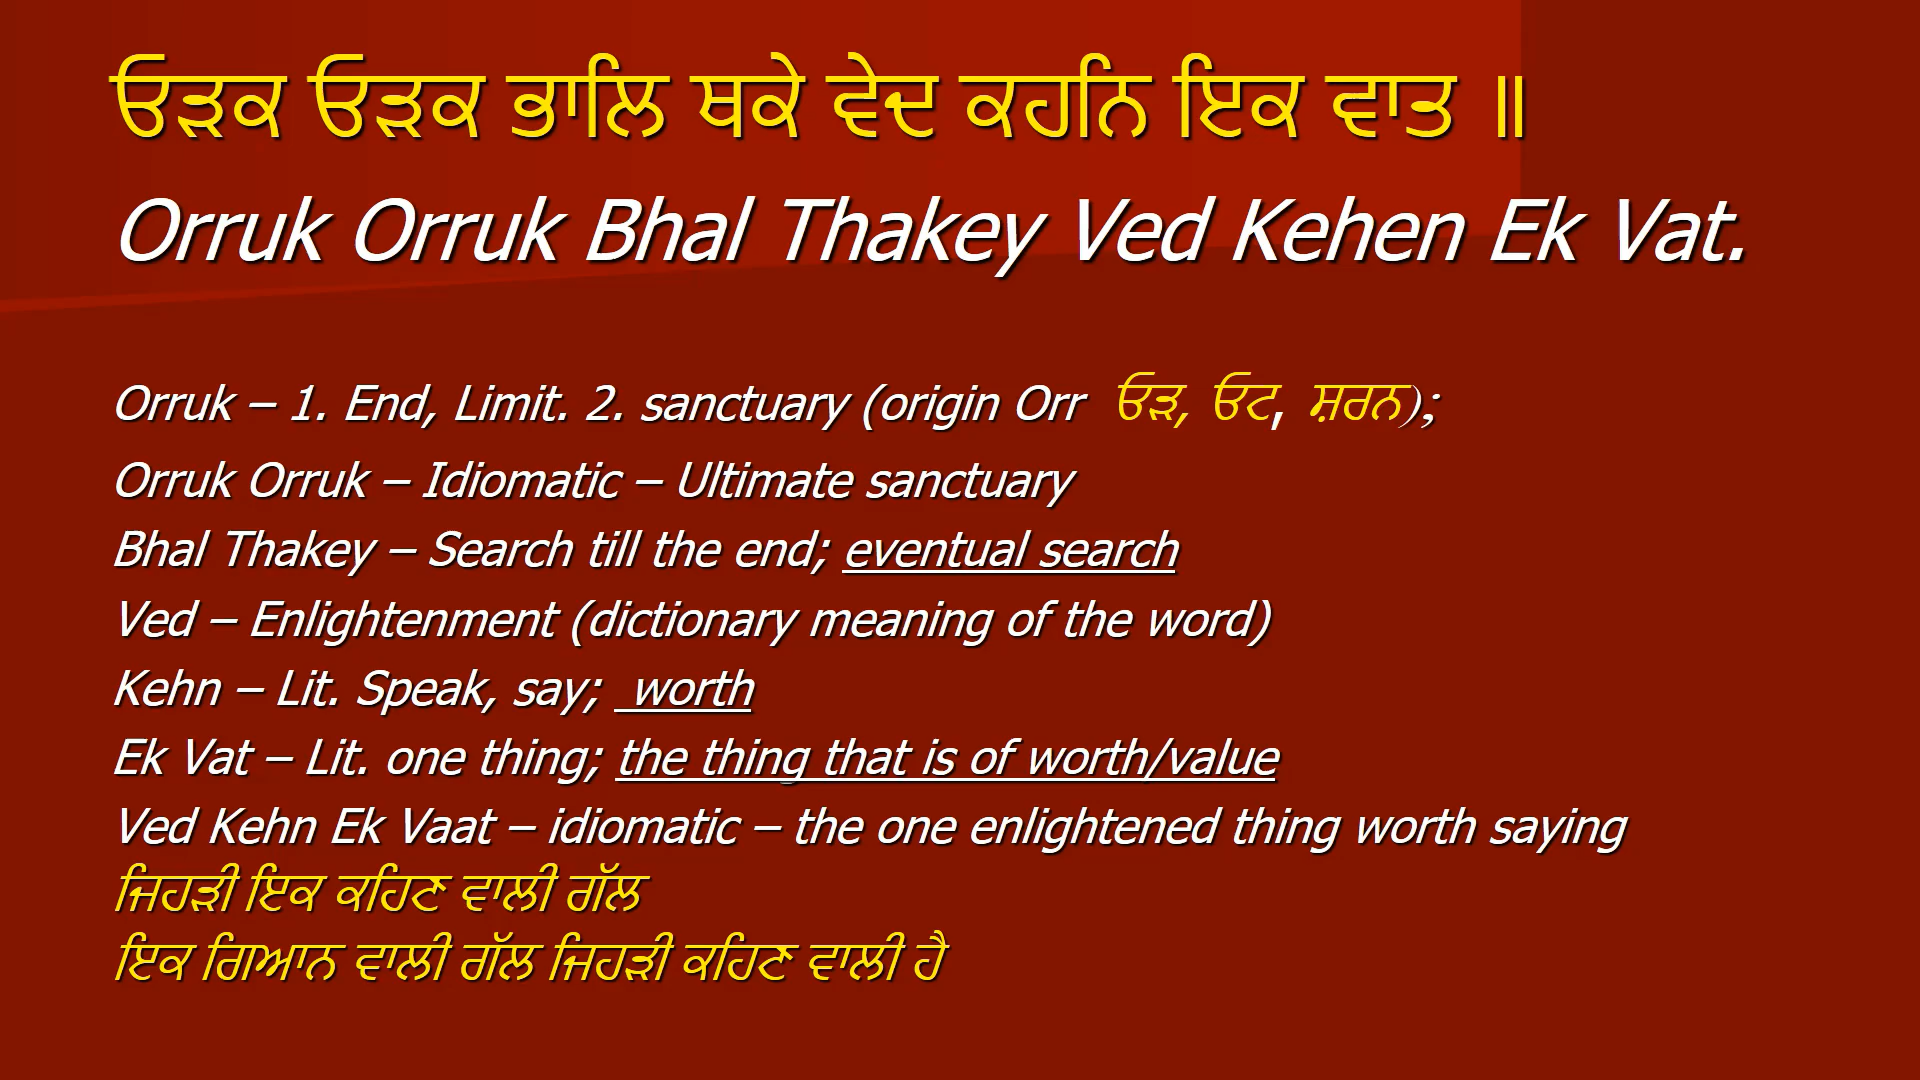 ਓੜਕ ਓੜਕ ਭਾਲਿ ਥਕੇ ਵੇਦ ਕਹਨਿ ਇਕ ਵਾਤ ॥
Orruk Orruk Bhal Thakey Ved Kehen Ek Vat.
Orruk – 1. End, Limit. 2. sanctuary (origin Orr ਓੜ, ਓਟ, ਸ਼ਰਨ);
Orruk Orruk – Idiomatic – Ultimate sanctuary
Bhal Thakey – Search till the end; eventual search
Ved – Enlightenment (dictionary meaning of the word)
Kehn – Lit. Speak, say; worth
Ek Vat – Lit. one thing; the thing that is of worth/value
Ved Kehn Ek Vaat – idiomatic – the one enlightened thing worth saying
ਜਿਹੜੀ ਇਕ ਕਹਿਣ ਵਾਲੀ ਗੱਲ
ਇਕ ਗਿਆਨ ਵਾਲੀ ਗੱਲ ਜਿਹੜੀ ਕਹਿਣ ਵਾਲੀ ਹੈ